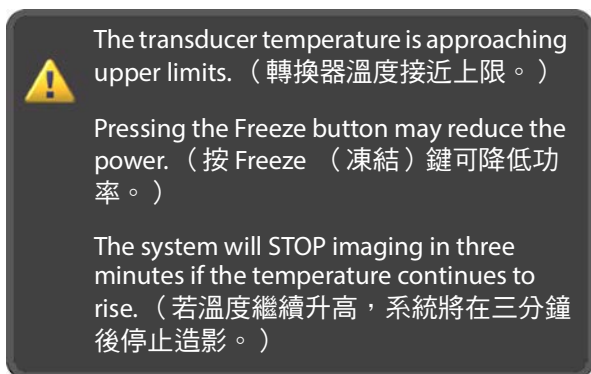 The transducer temperature is approaching
upper limits. （轉換器溫度接近上限。）
Pressing the Freeze button may reduce the
power. （按 Freeze （凍結）鍵可降低功
率。）
The system will STOP imaging in three
minutes if the temperature continues to
rise. （若溫度繼續升高，系統將在三分鐘
後停止造影。）